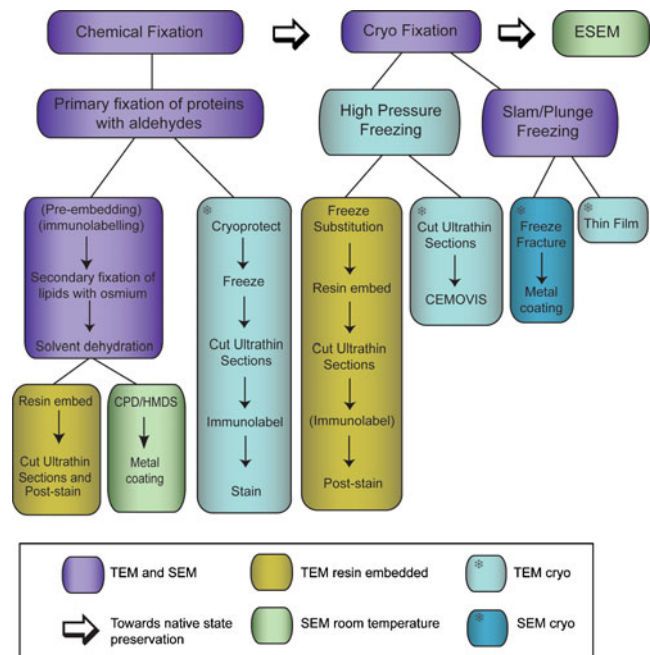 Chemical Fixation
Cryo Fixation
ESEM
Primary fixation of proteins
with aldehydes
High Pressure
Freezing
Slam/Plunge
Freezing
(Pre-embedding)
(immunolabelling)
Secondary fixation of
lipids with osmium
Solvent dehydration
Resin embed
Cut Ultrathin
Sections and
Post-stain
CPD/HMDS
Metal
coating
Cryoprotect
Freeze
Cut Ultrathin
Sections
Immunolabel
Stain
Freeze
Substitution
Resin embed
Cut Ultrathin
Sections
(Immunolabel)
Post-stain
Cut Ultrathin
Sections
CEMOVIS
Freeze
Fracture
Metal
coating
Thin Film
TEM and SEM
TEM resin embedded
TEM cryo
Towards native state
preservation
SEM room temperature
SEM cryo